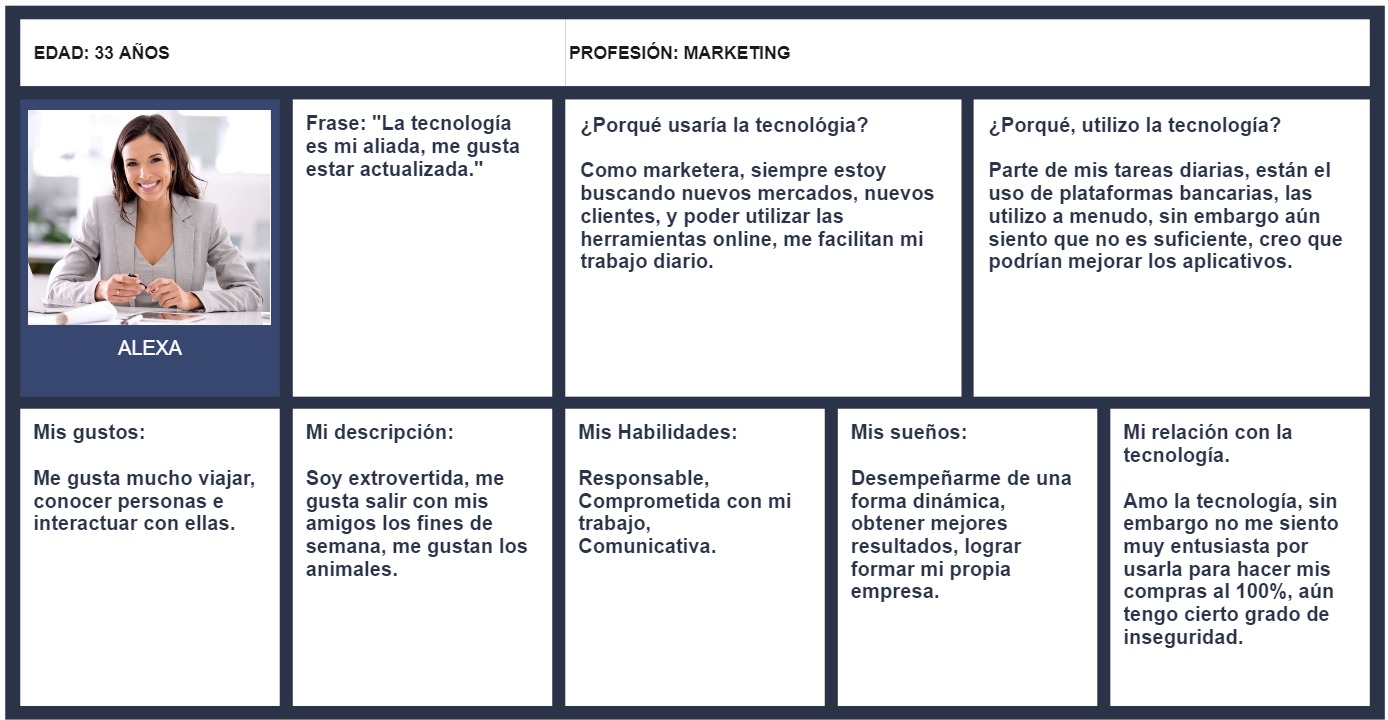 EDAD: 33 AÑOS
PROFESIÓN: MARKETING
ALEXA
Frase: "La tecnología
es mi aliada, me gusta
estar actualizada."
¿Porqué usaría la tecnológia?
Como marketera, siempre estoy
buscando nuevos mercados, nuevos
clientes, y poder utilizar las
herramientas online, me facilitan mi
trabajo diario.
¿Porqué, utilizo la tecnología?
Parte de mis tareas diarias, están el
uso de plataformas bancarias, las
utilizo a menudo, sin embargo aún
siento que no es suficiente, creo que
podrían mejorar los aplicativos.
Mis gustos:
Me gusta mucho viajar,
conocer personas e
interactuar con ellas.
Mi descripción:
Soy extrovertida, me
gusta salir con mis
amigos los fines de
semana, me gustan los
animales.
Mis Habilidades:
Responsable,
Comprometida con mi
trabajo,
Comunicativa.
Mis sueños:
Desempeñarme de una
forma dinámica,
obtener mejores
resultados, lograr
formar mi propia
empresa.
Mi relación con la
tecnología.
Amo la tecnología, sin
embargo no me siento
muy entusiasta por
usarla para hacer mis
compras al 100%, aún
tengo cierto grado de
inseguridad.